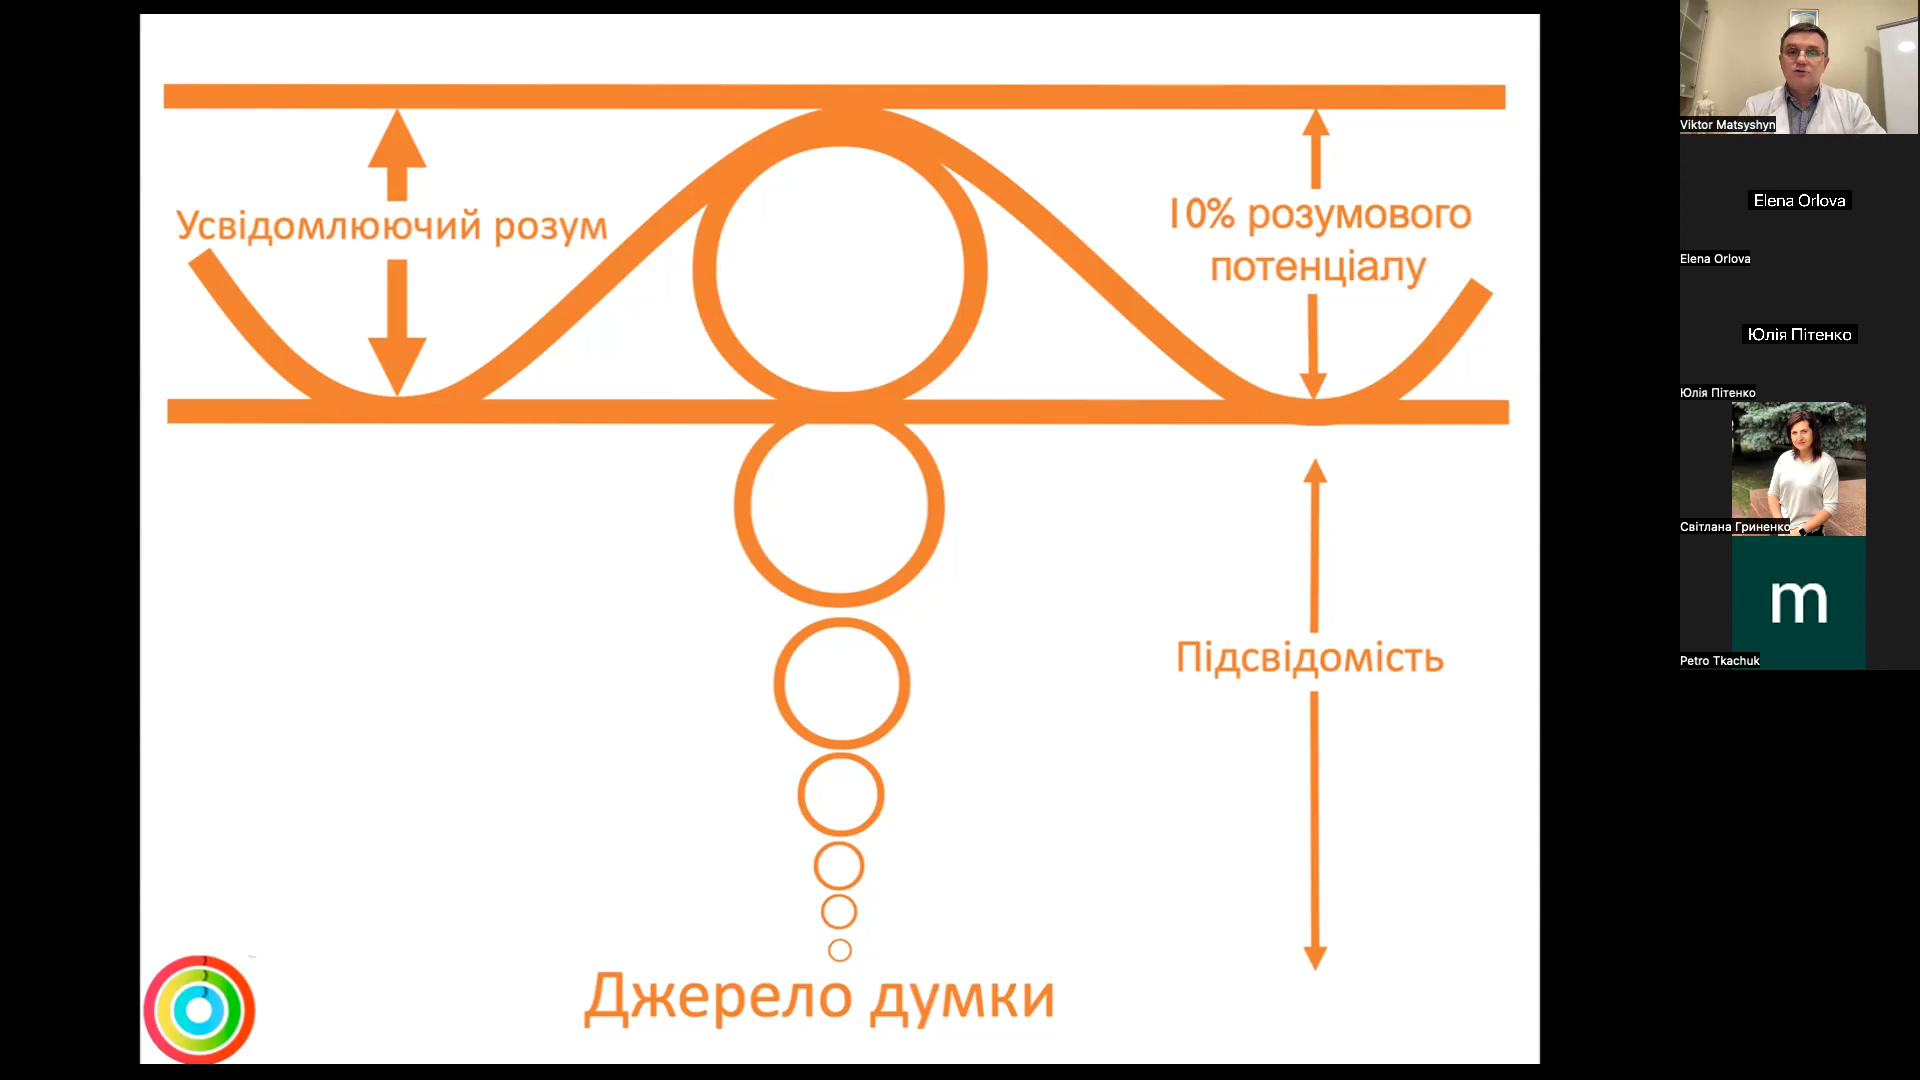 Усвідомлюючий розум
10% розумового
потенціалу
Підсвідомість
Джерело думки
Viktor Matsyshyn
Elena Orlova
Elena Orlova
Юлія Пітенко
Юлія Пітенко
Світлана Гриненко
m
Petro Tkachuk